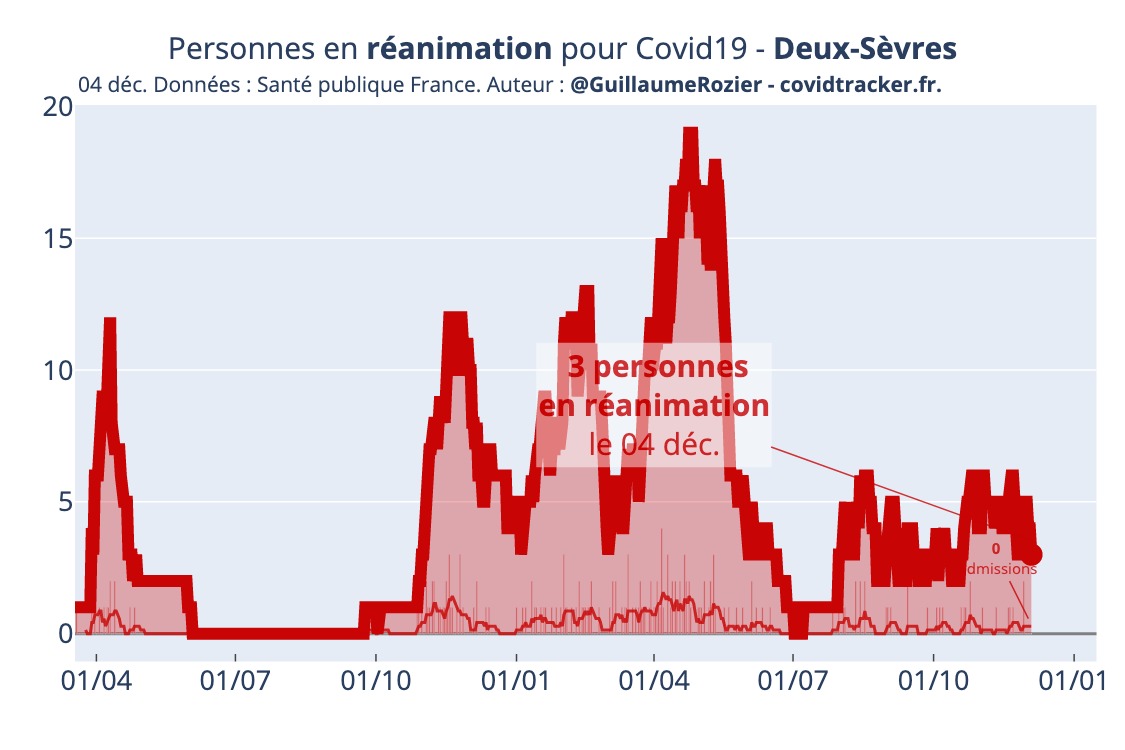 Personnes en réanimation pour Covid19 - Deux-Sèvres
04 déc. Données : Santé publique France. Auteur : @GuillaumeRozier - covidtracker.fr.
20
15
10
5
0
3 personnes
en réanimation
le 04 déc.
0
dmissions
01/04
01/07
01/10
01/01
01/04
01/07
01/10
01/01